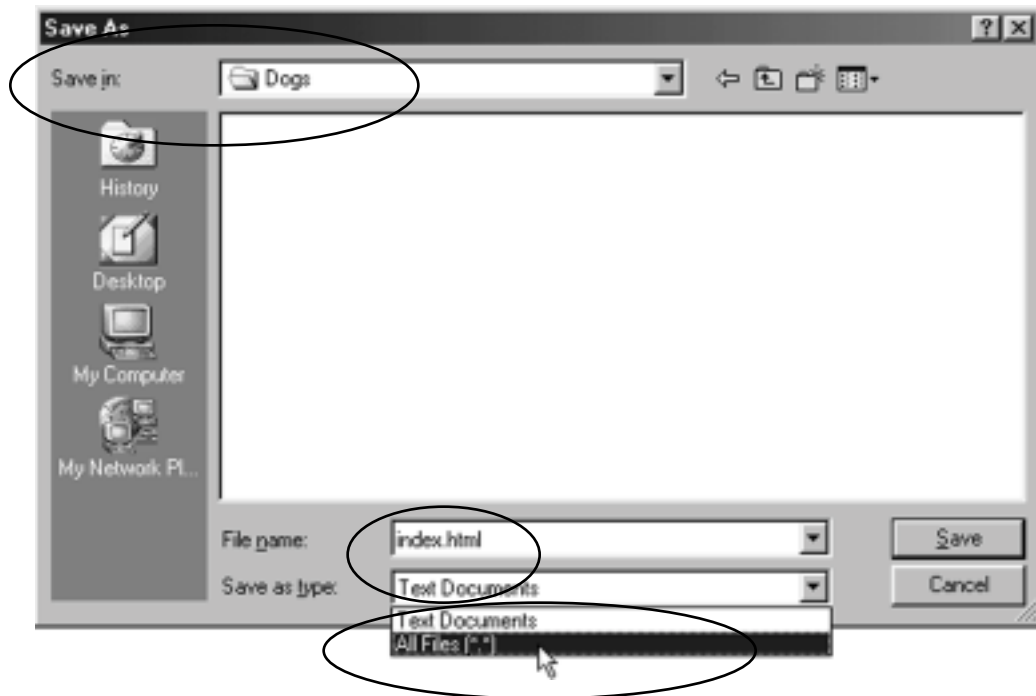 Save As
Save in:
Dogs
History
Desktop
My Computer
My Network Pl...
File name:
index.html
Save
Save as type:
Text Documents
Cancel
Text Documents
All Files (*.*)